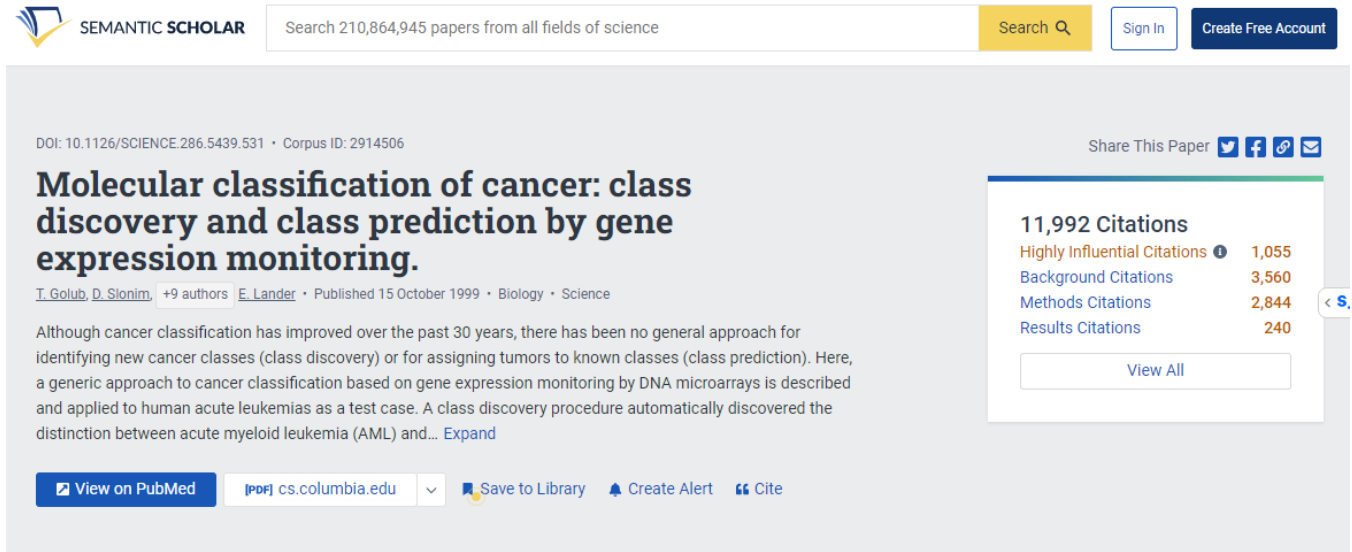 SEMANTIC SCHOLAR
Search 210,864,945 papers from all fields of science
Search
Sign In
Create Free Account
DOI: 10.1126/SCIENCE.286.5439.531 • Corpus ID: 2914506
Share This Paper
Molecular classification of cancer: class
discovery and class prediction by gene
expression monitoring.
T. Golub, D. Slonim, +9 authors E. Lander • Published 15 October 1999 • Biology • Science
Although cancer classification has improved over the past 30 years, there has been no general approach for
identifying new cancer classes (class discovery) or for assigning tumors to known classes (class prediction). Here,
a generic approach to cancer classification based on gene expression monitoring by DNA microarrays is described
and applied to human acute leukemias as a test case. A class discovery procedure automatically discovered the
distinction between acute myeloid leukemia (AML) and... Expand
View on PubMed
[PDF] cs.columbia.edu
Save to Library
Create Alert
Cite
11,992 Citations
Highly Influential Citations 1,055
Background Citations 3,560
Methods Citations 2,844
Results Citations 240
View All